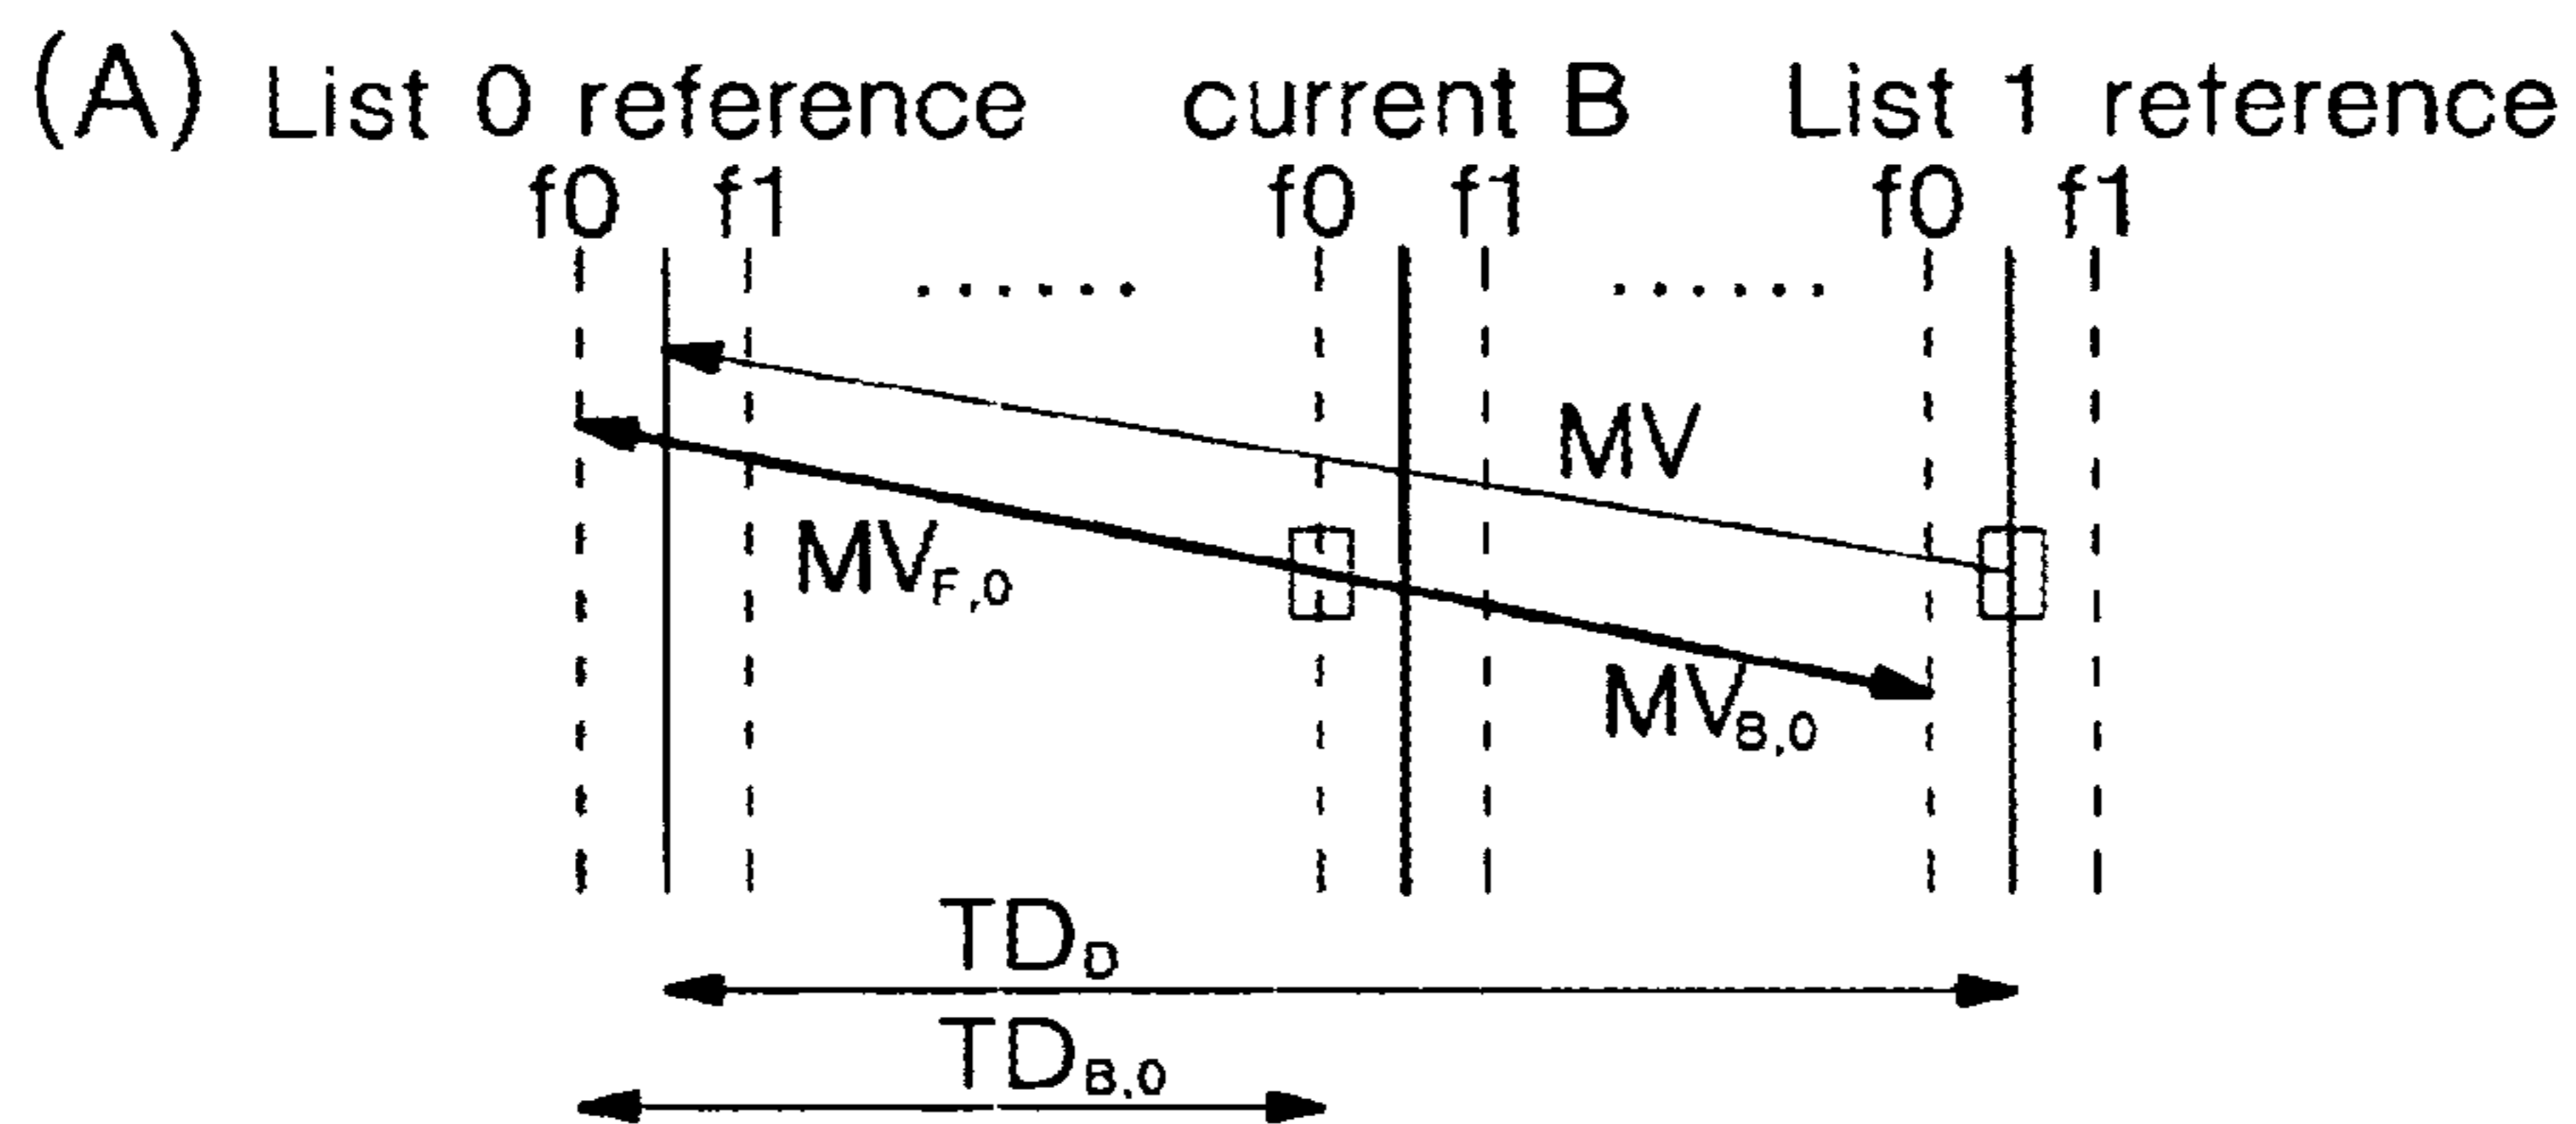 (A) List 0 reference current B List 1 reference
f0 f1 f0 f1 f0 f1
......  ......
MV
MVF,0
MVB,0
TDD
TDB,0